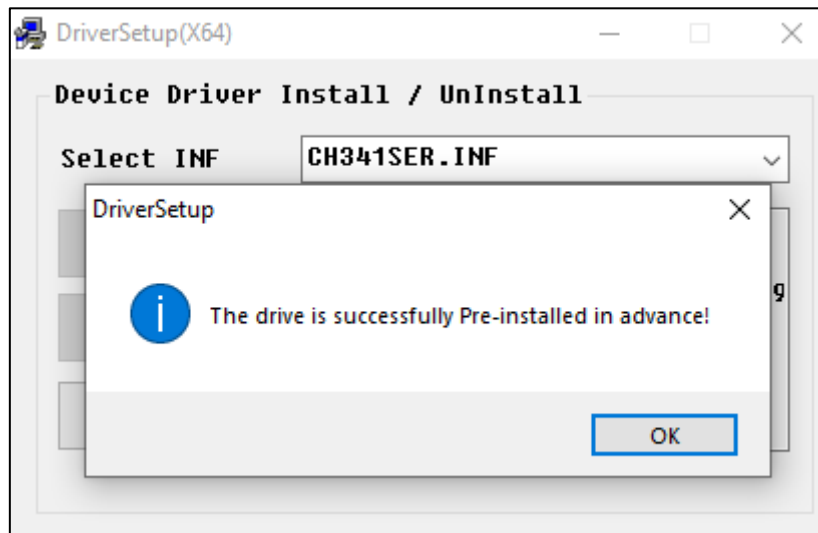 DriverSetup(X64)
Device Driver Install / UnInstall
Select INF
CH341SER.INF
DriverSetup
g
The drive is successfully Pre-installed in advance!
OK